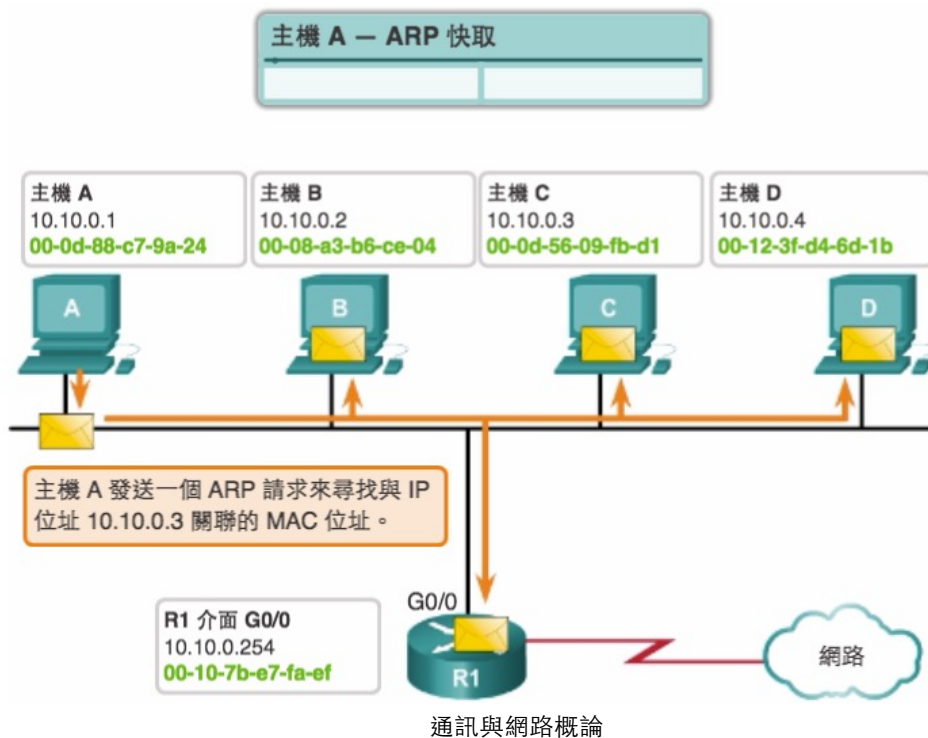 主機 A — ARP 快取
主機 A
10.10.0.1
00-0d-88-c7-9a-24
主機 B
10.10.0.2
00-08-a3-b6-ce-04
主機 C
10.10.0.3
00-0d-56-09-fb-d1
主機 D
10.10.0.4
00-12-3f-d4-6d-1b
A
B
C
D
主機 A 發送一個 ARP 請求來尋找與 IP
位址 10.10.0.3 關聯的 MAC 位址。
R1 介面 G0/0
10.10.0.254
00-10-7b-e7-fa-ef
G0/0
R1
網路
通訊與網路概論